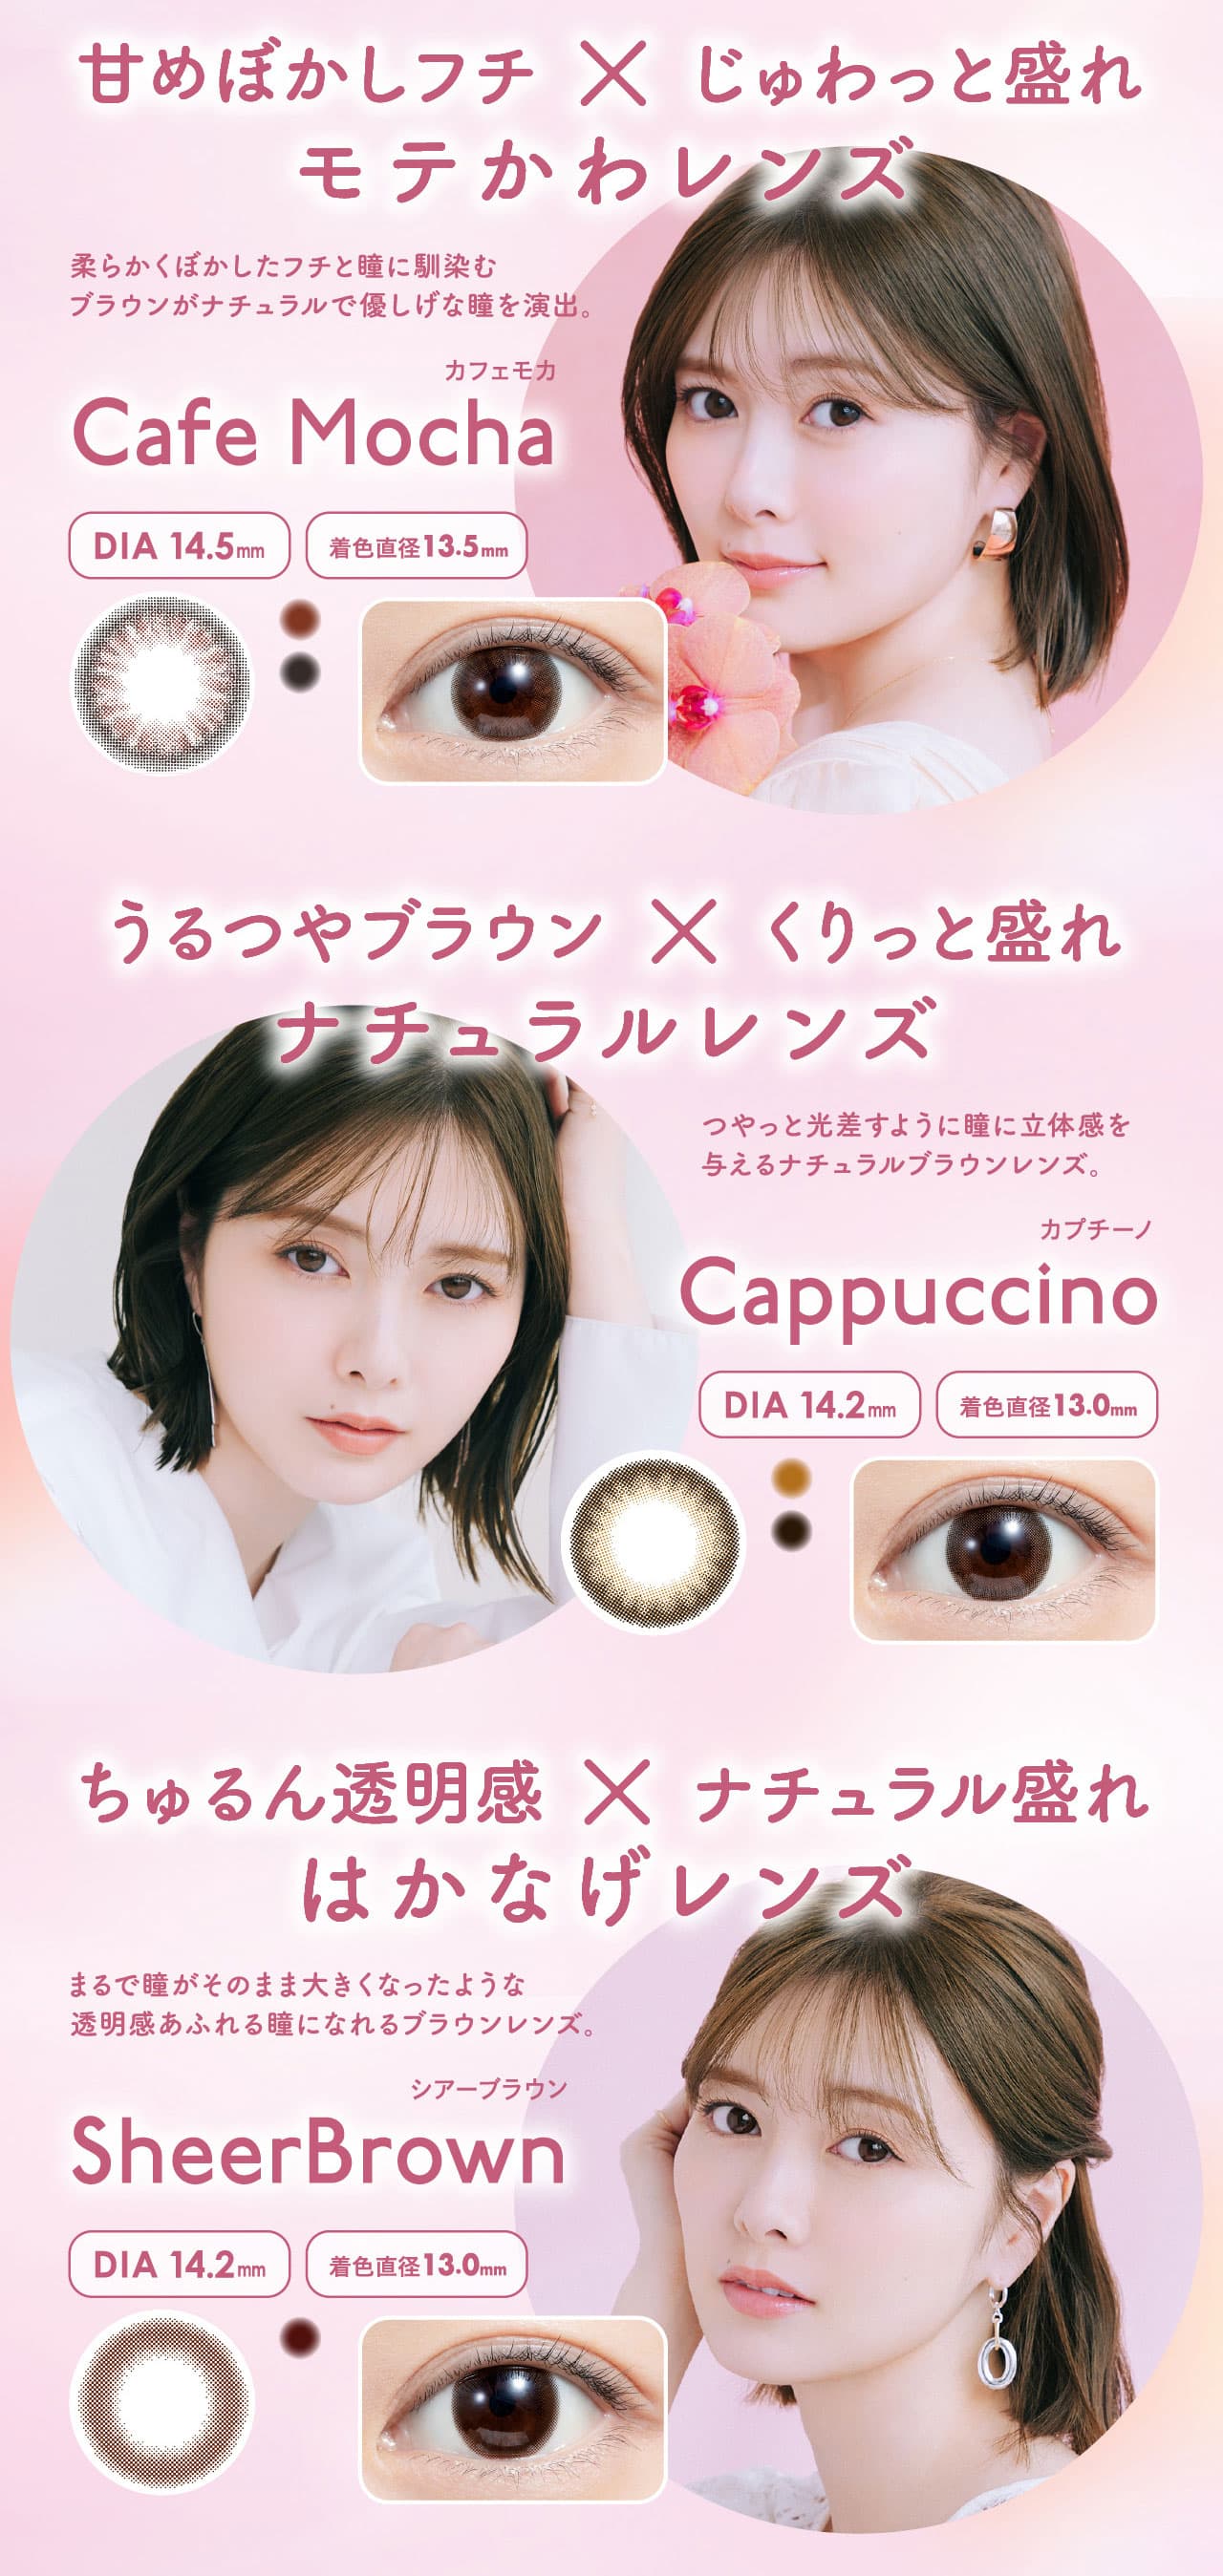 甘めぼかしフチ × じゅわっと盛れ
モテかわレンズ
柔らかくぼかしたフチと瞳に馴染む
ブラウンがナチュラルで優しげな瞳を演出。
カフェモカ
Cafe Mocha
DIA 14.5mm 着色直径13.5mm
うるつやブラウン × くりっと盛れ
ナチュラルレンズ
つやっと光差すように瞳に立体感を
与えるナチュラルブラウンレンズ。
カプチーノ
Cappuccino
DIA 14.2mm 着色直径13.0mm
ちゅるん透明感 × ナチュラル盛れ
はかなげレンズ
まるで瞳がそのまま大きくなったような
透明感あふれる瞳になれるブラウンレンズ。
シアーブラウン
SheerBrown
DIA 14.2mm 着色直径13.0mm